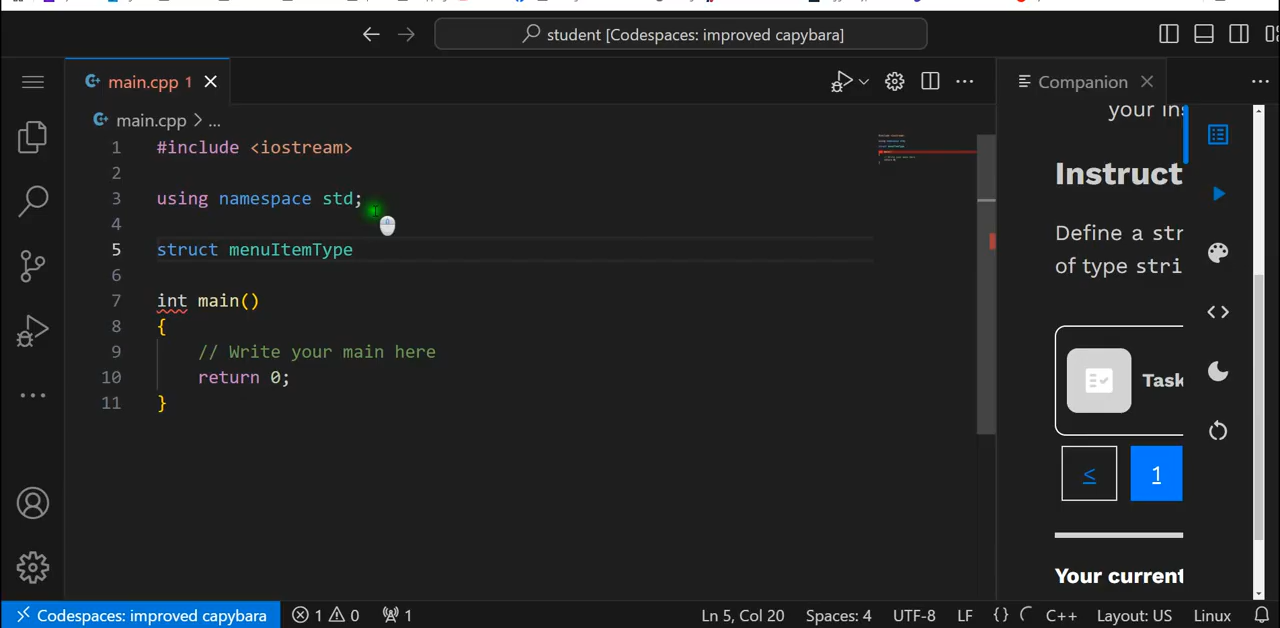 student [Codespaces: improved capybara]
main.cpp 1
Companion
main.cpp > ...
1 #include <iostream>
2
3 using namespace std;
4
5 struct menuItemType
6
7 int main()
8 {
9 // Write your main here
10 return 0;
11 }
your ins
Instruct
Define a str
of type stri
Task
≤ 1
Your current
Codespaces: improved capybara 1 0 1 Ln 5, Col 20 Spaces: 4 UTF-8 LF {} C++ Layout: US Linux